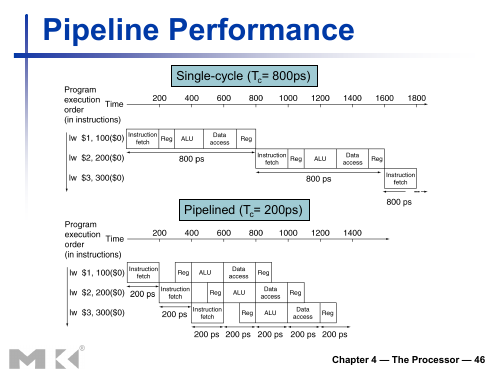 Pipeline Performance
Single-cycle (Tc= 800ps)
Program
execution
order
(in instructions)
Time
200 400 600 800 1000 1200 1400 1600 1800
lw $1, 100($0)
Instruction
fetch
Reg
ALU
Data
access
Reg
lw $2, 200($0)
800 ps
Instruction
fetch
Reg
ALU
Data
access
Reg
lw $3, 300($0)
800 ps
Instruction
fetch
800 ps
Pipelined (Tc= 200ps)
Program
execution
order
(in instructions)
Time
200 400 600 800 1000 1200 1400
lw $1, 100($0)
Instruction
fetch
Reg
ALU
Data
access
Reg
lw $2, 200($0)
200 ps
Instruction
fetch
Reg
ALU
Data
access
Reg
lw $3, 300($0)
200 ps
Instruction
fetch
Reg
ALU
Data
access
Reg
200 ps 200 ps 200 ps 200 ps 200 ps
MK®
Chapter 4 — The Processor — 46